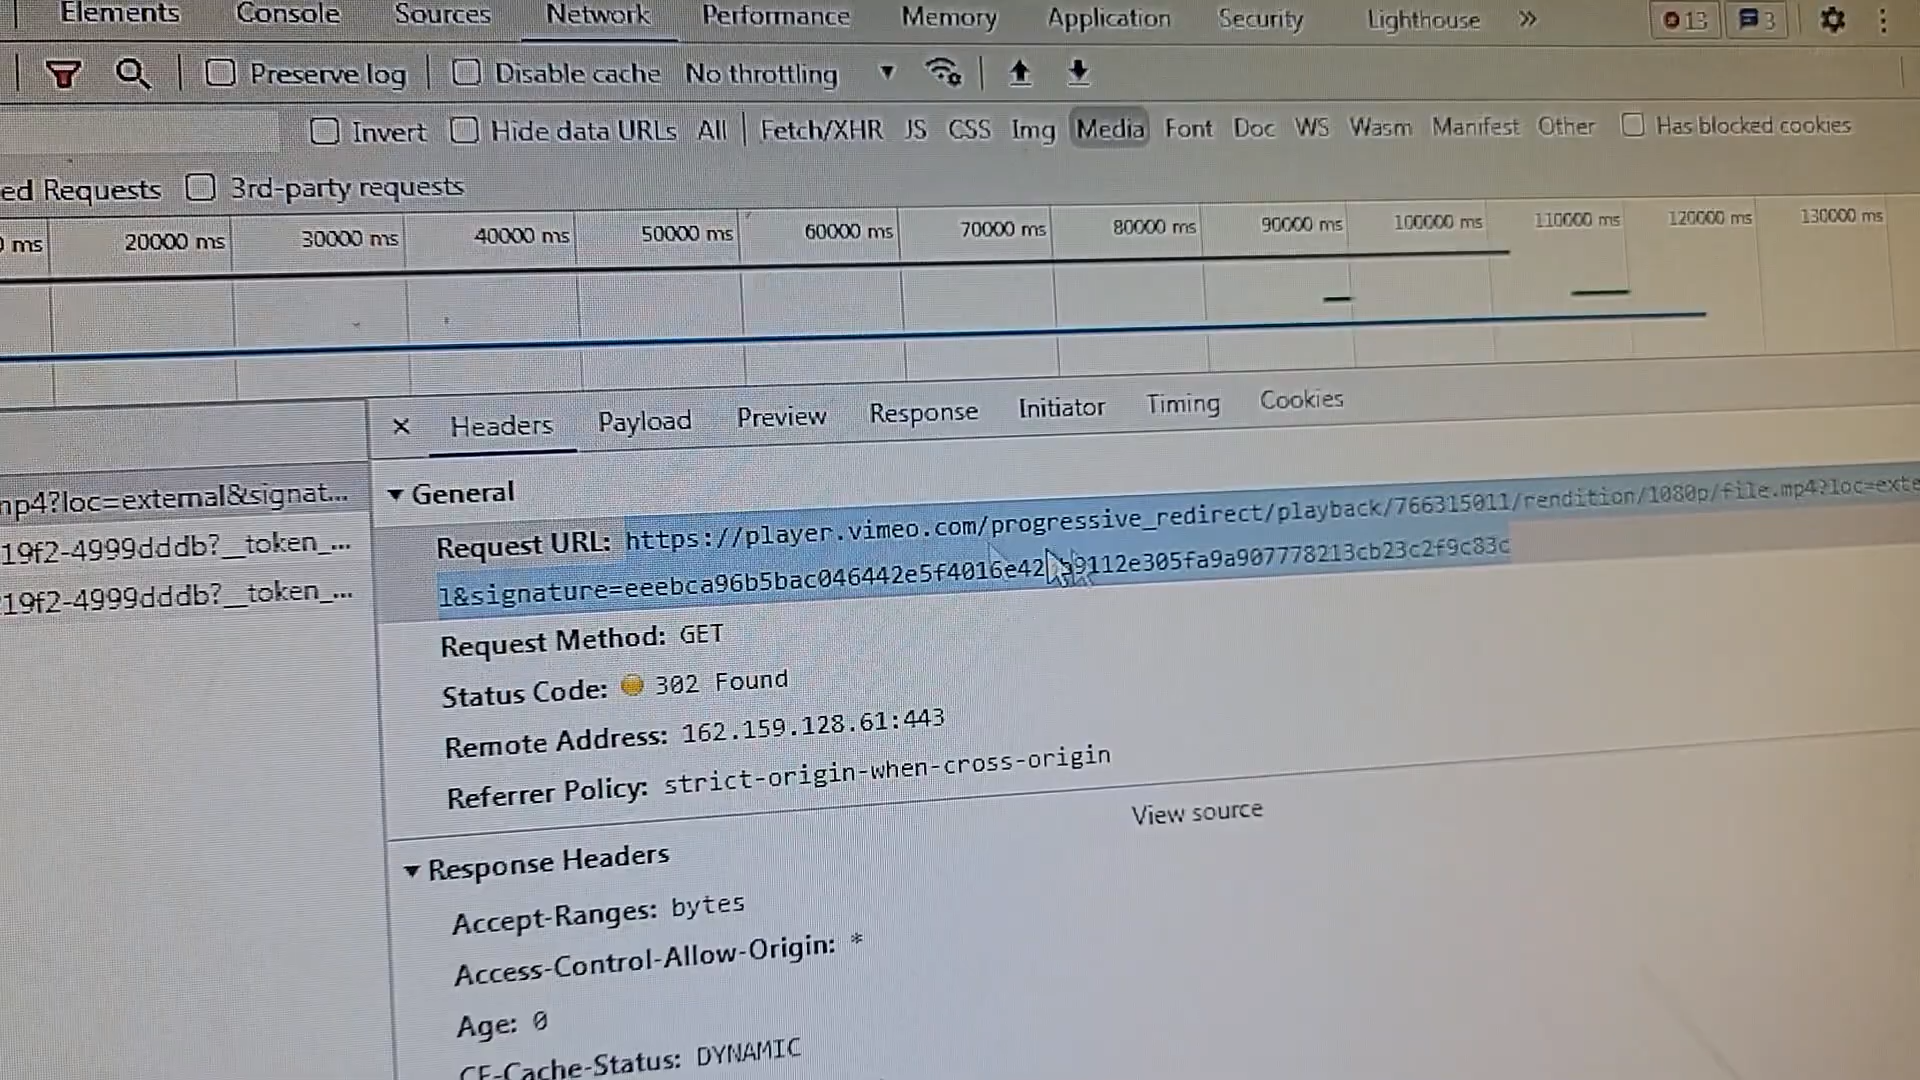 Elements Console Sources Network Performance Memory Application Security Lighthouse » 13 3
Preserve log Disable cache No throttling
Invert Hide data URLs All Fetch/XHR JS CSS Img Media Font Doc WS Wasm Manifest Other Has blocked cookies
ed Requests 3rd-party requests
ms 20000 ms 30000 ms 40000 ms 50000 ms 60000 ms 70000 ms 80000 ms 90000 ms 100000 ms 110000 ms 120000 ms 130000 ms
× Headers Payload Preview Response Initiator Timing Cookies
mp4?loc=external&signat...
19f2-4999dddb?__token_...
19f2-4999dddb?__token_...
General
Request URL: https://player.vimeo.com/progressive_redirect/playback/766315011/rendition/1080p/file.mp4?loc=exte
Request Method: GET
Status Code: 302 Found
Remote Address: 162.159.128.61:443
Referrer Policy: strict-origin-when-cross-origin
View source
Response Headers
Accept-Ranges: bytes
Access-Control-Allow-Origin: *
Age: 0
CF-Cache-Status: DYNAMIC